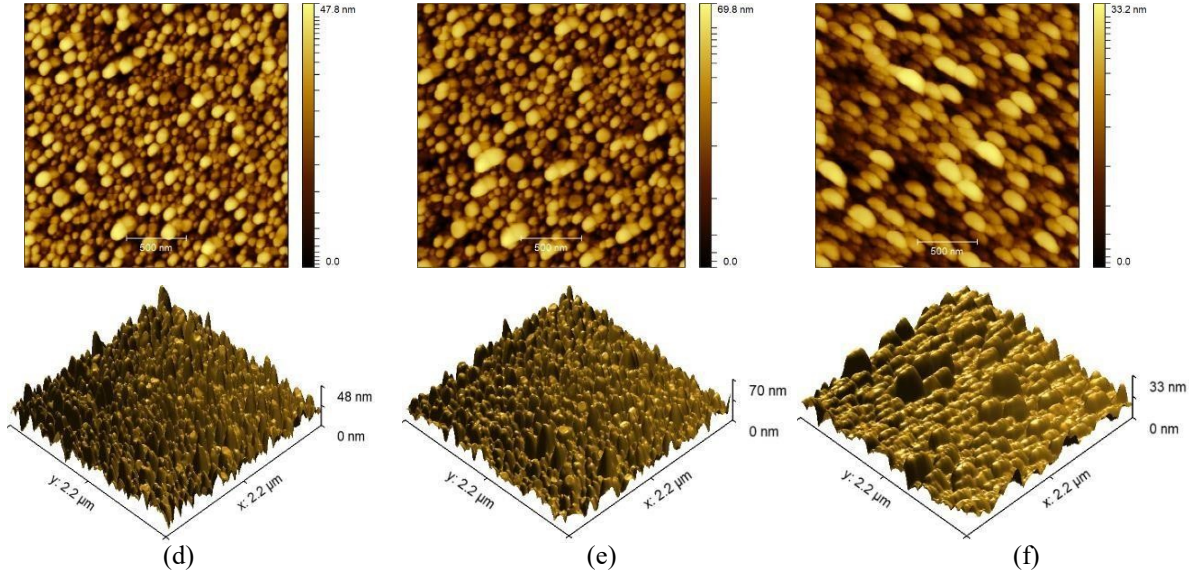 47.8 nm
0.0
500 nm
69.8 nm
0.0
500 nm
33.2 nm
0.0
500 nm
48 nm
0 nm
y: 2.2 µm
x: 2.2 µm
70 nm
0 nm
y: 2.2 µm
x: 2.2 µm
33 nm
0 nm
y: 2.2 µm
x: 2.2 µm
(d)
(e)
(f)